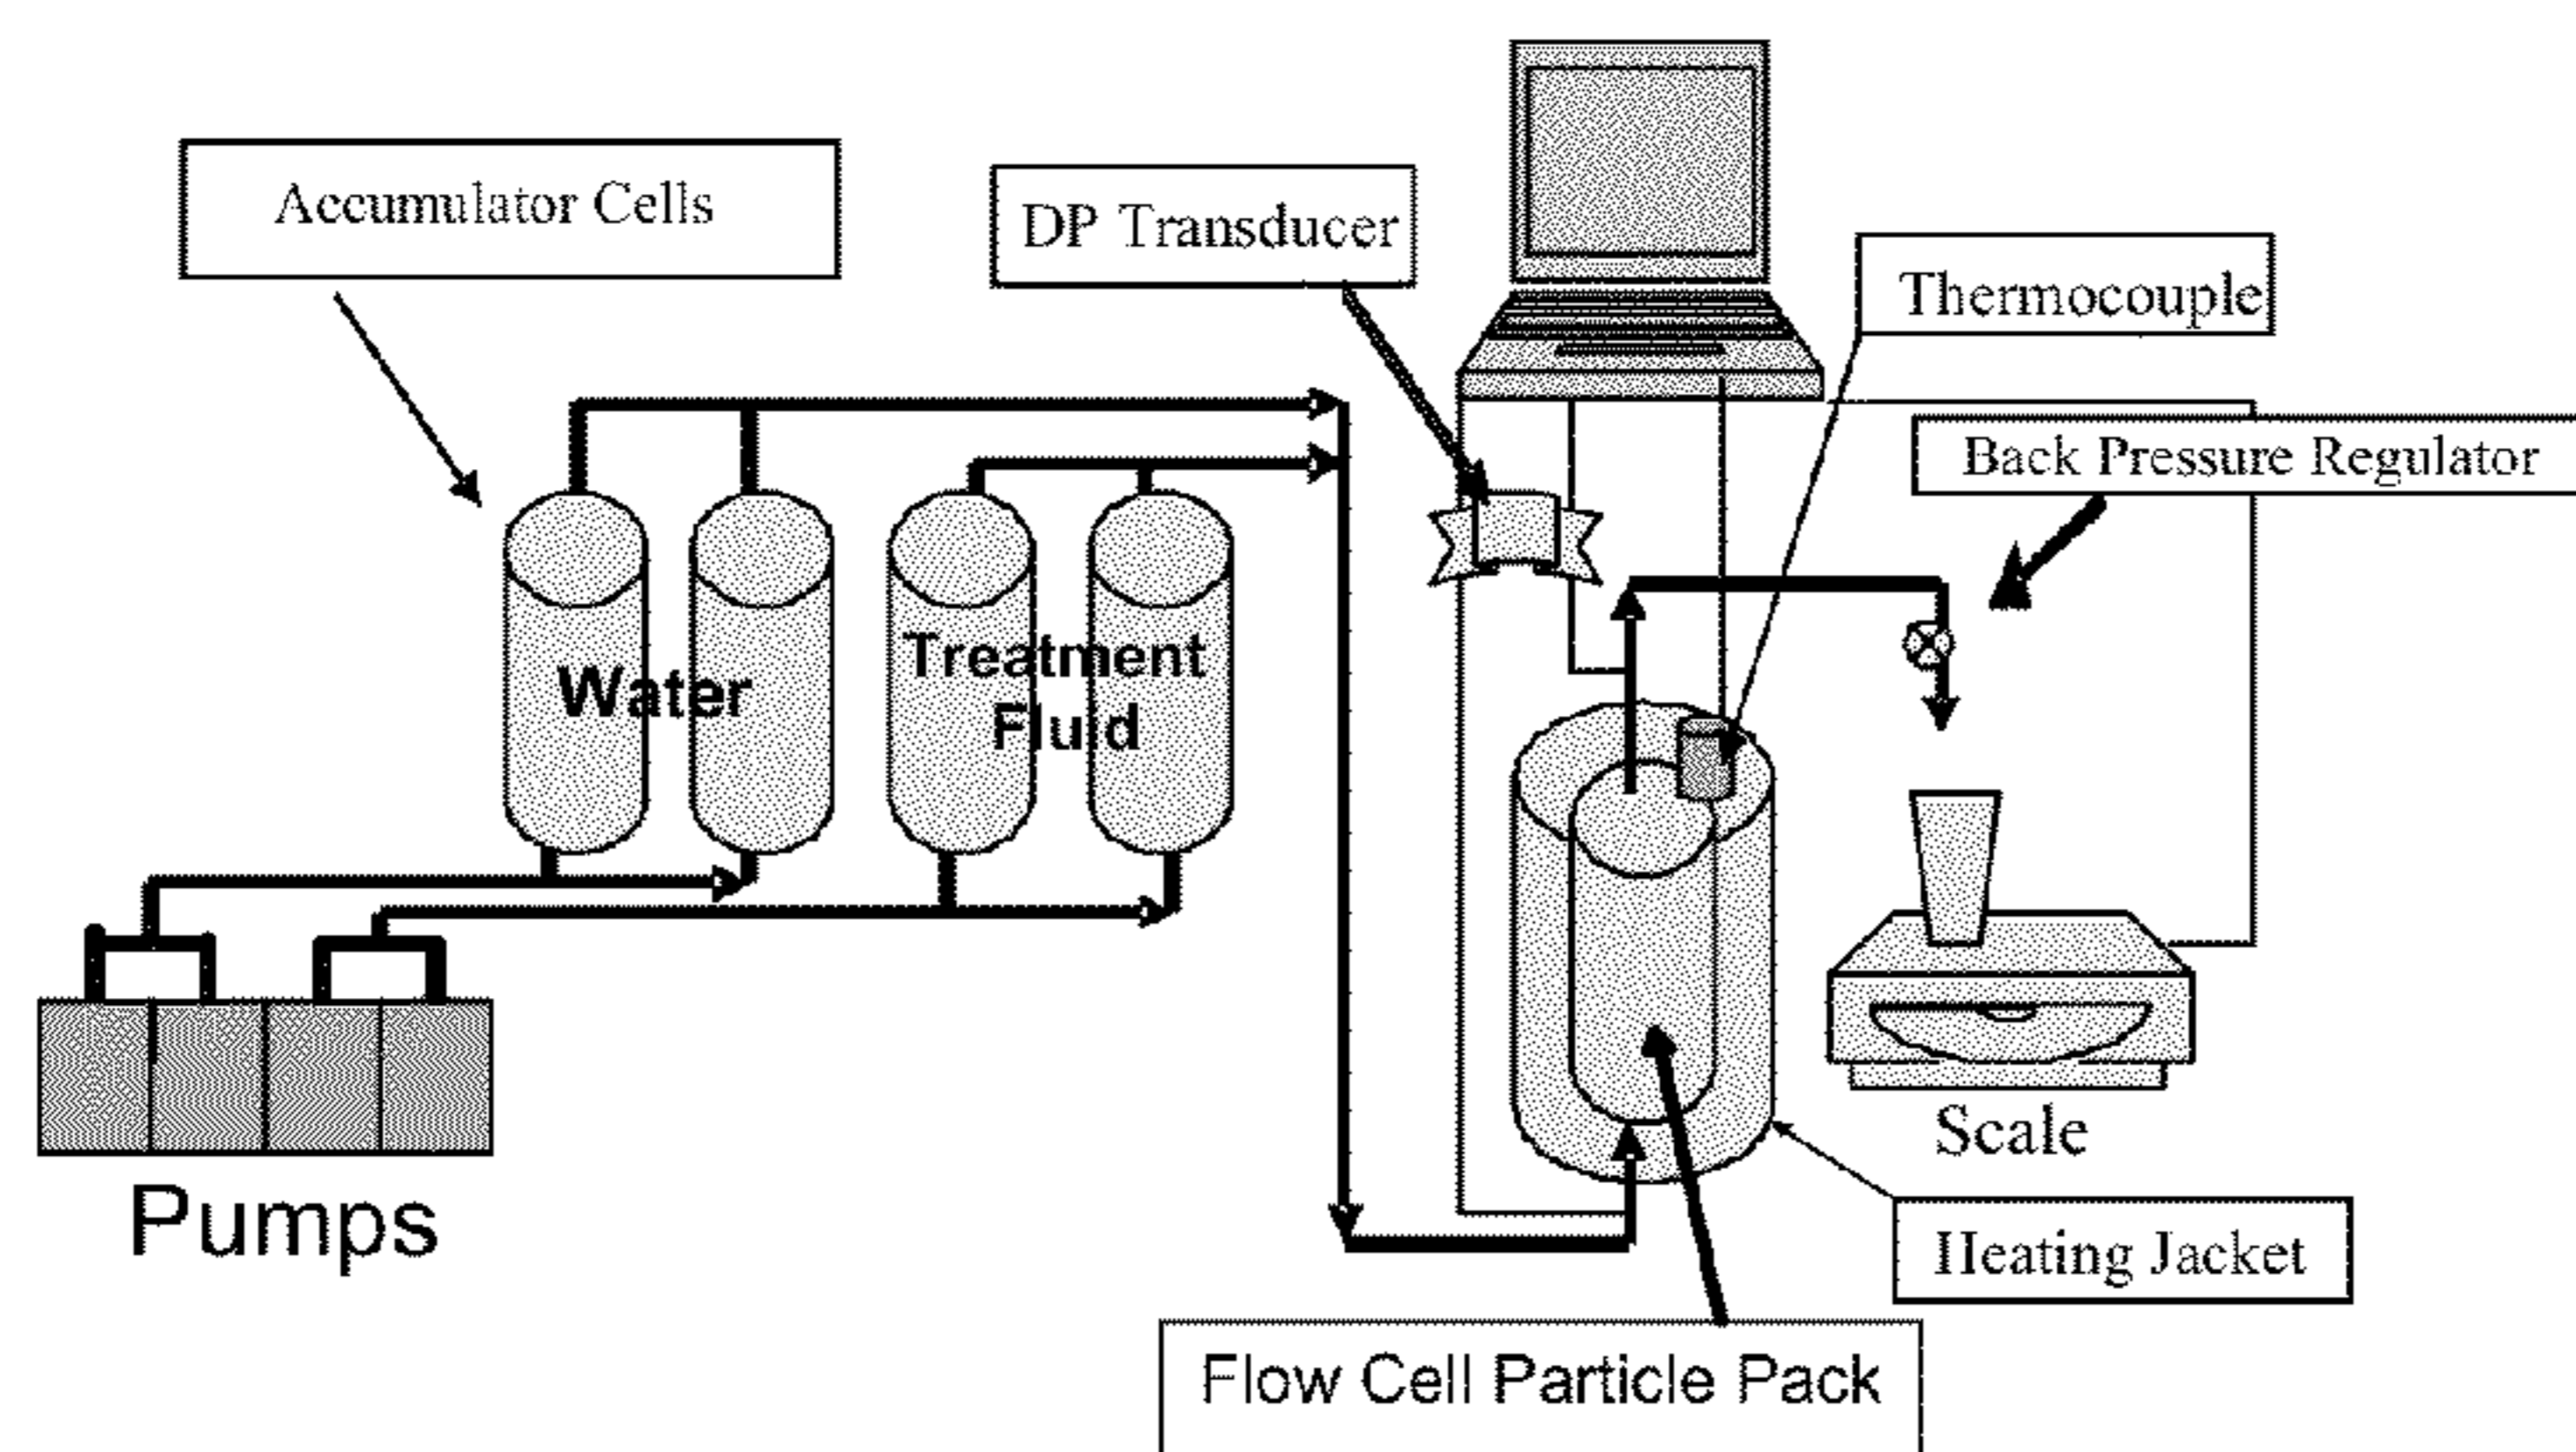 Accumulator Cells
DP Transducer
Thermocouple
Back Pressure Regulator
Water
Treatment
Fluid
Pumps
Scale
Heating Jacket
Flow Cell Particle Pack